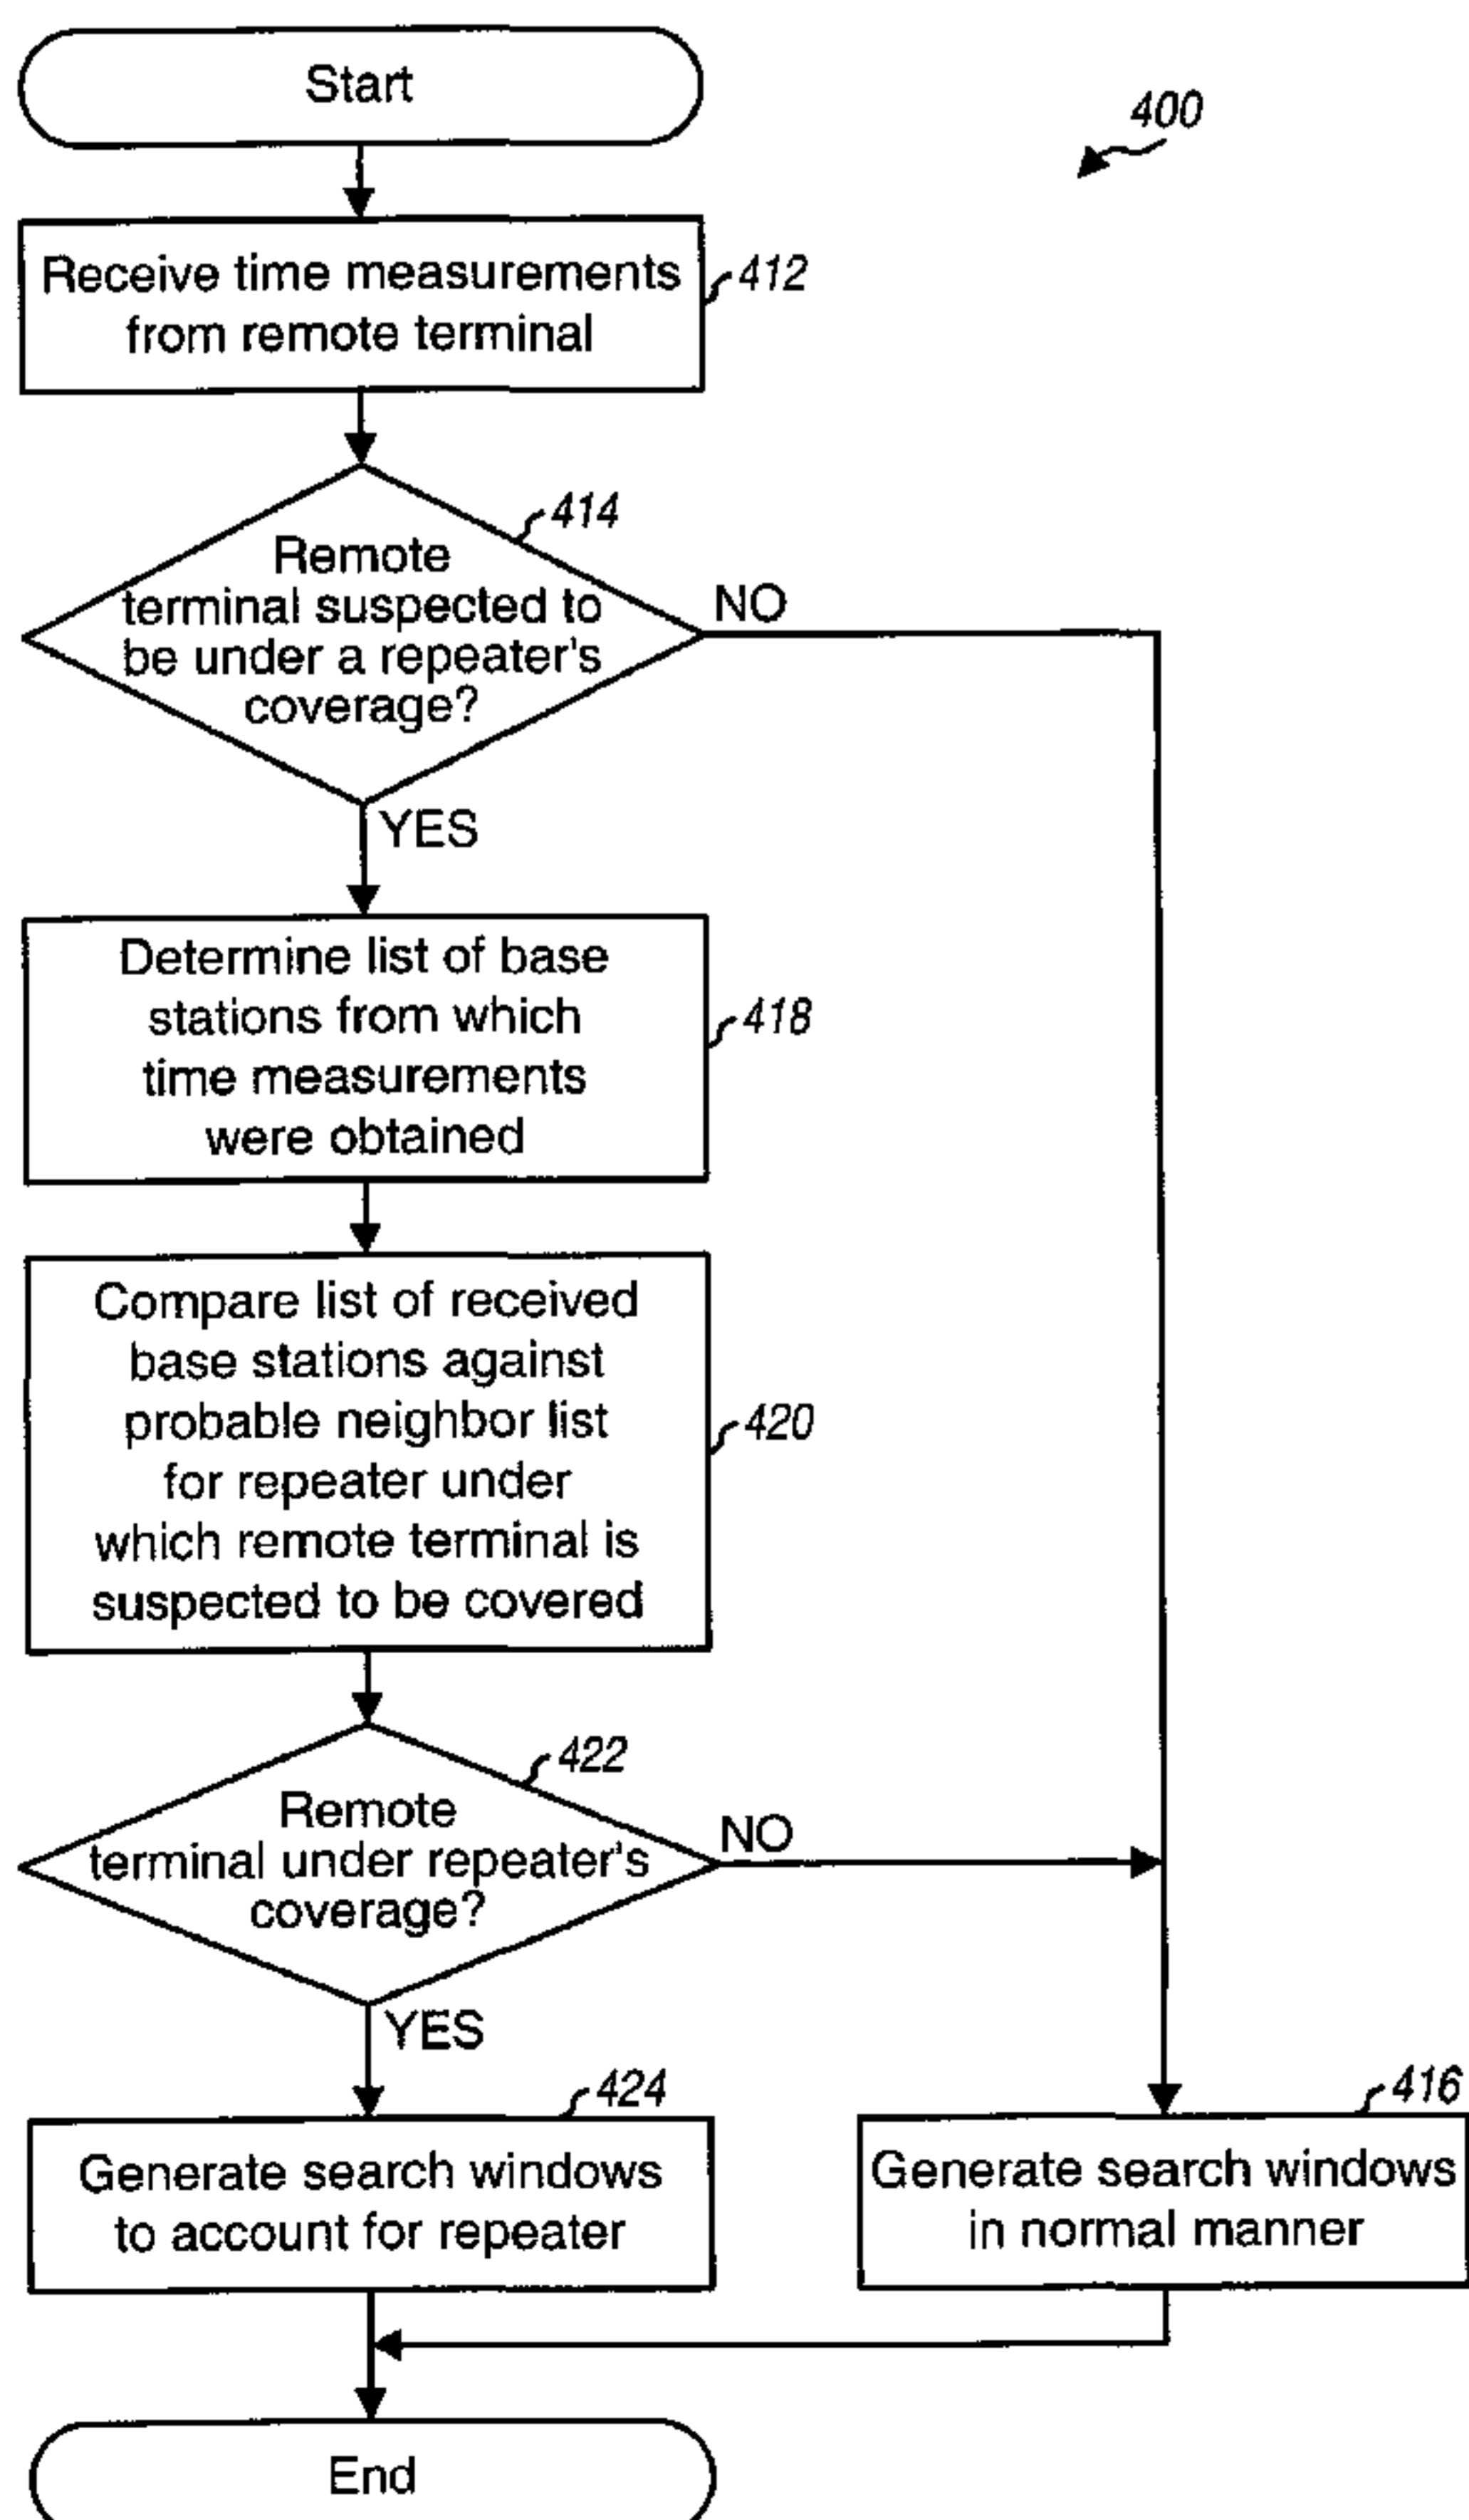 Start
400
Receive time measurements
from remote terminal
412
414
Remote
terminal suspected to
be under a repeater's
coverage?
NO
YES
Determine list of base
stations from which
time measurements
were obtained
418
Compare list of received
base stations against
probable neighbor list
for repeater under
which remote terminal is
suspected to be covered
420
422
Remote
terminal under repeater's
coverage?
NO
YES
424
Generate search windows
to account for repeater
416
Generate search windows
in normal manner
End